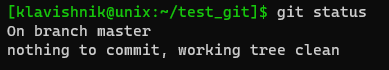 [klavishnik@unix:~/test_git]$ git status
On branch master
nothing to commit, working tree clean